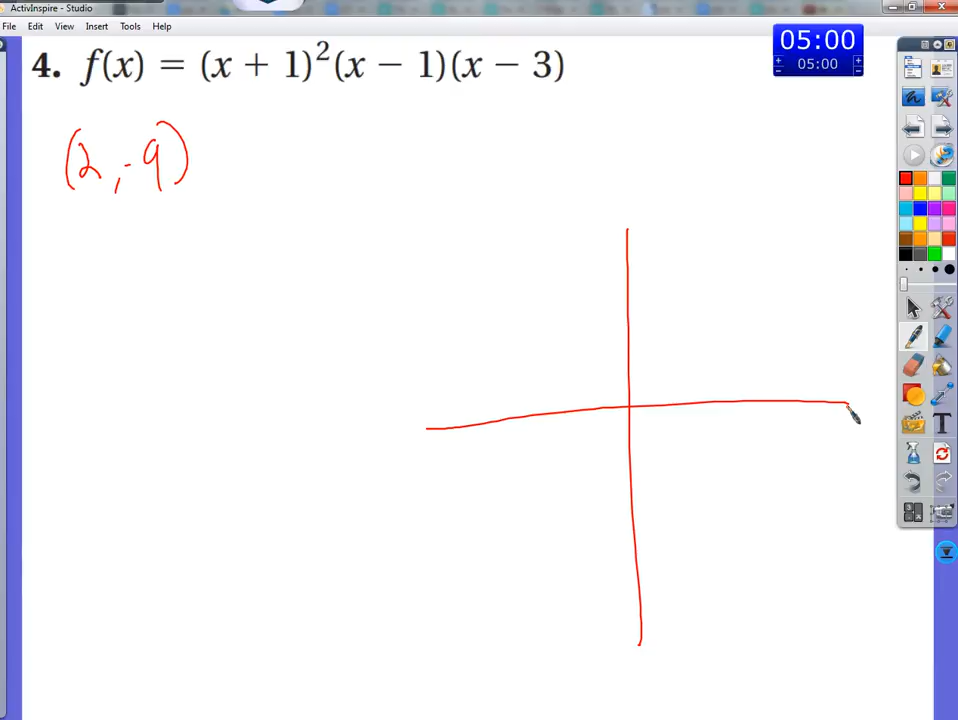 ActivInspire - Studio
File Edit View Insert Tools Help
4. f(x) = (x + 1)²(x − 1)(x − 3)
05:00
05:00
(2, -9)
T